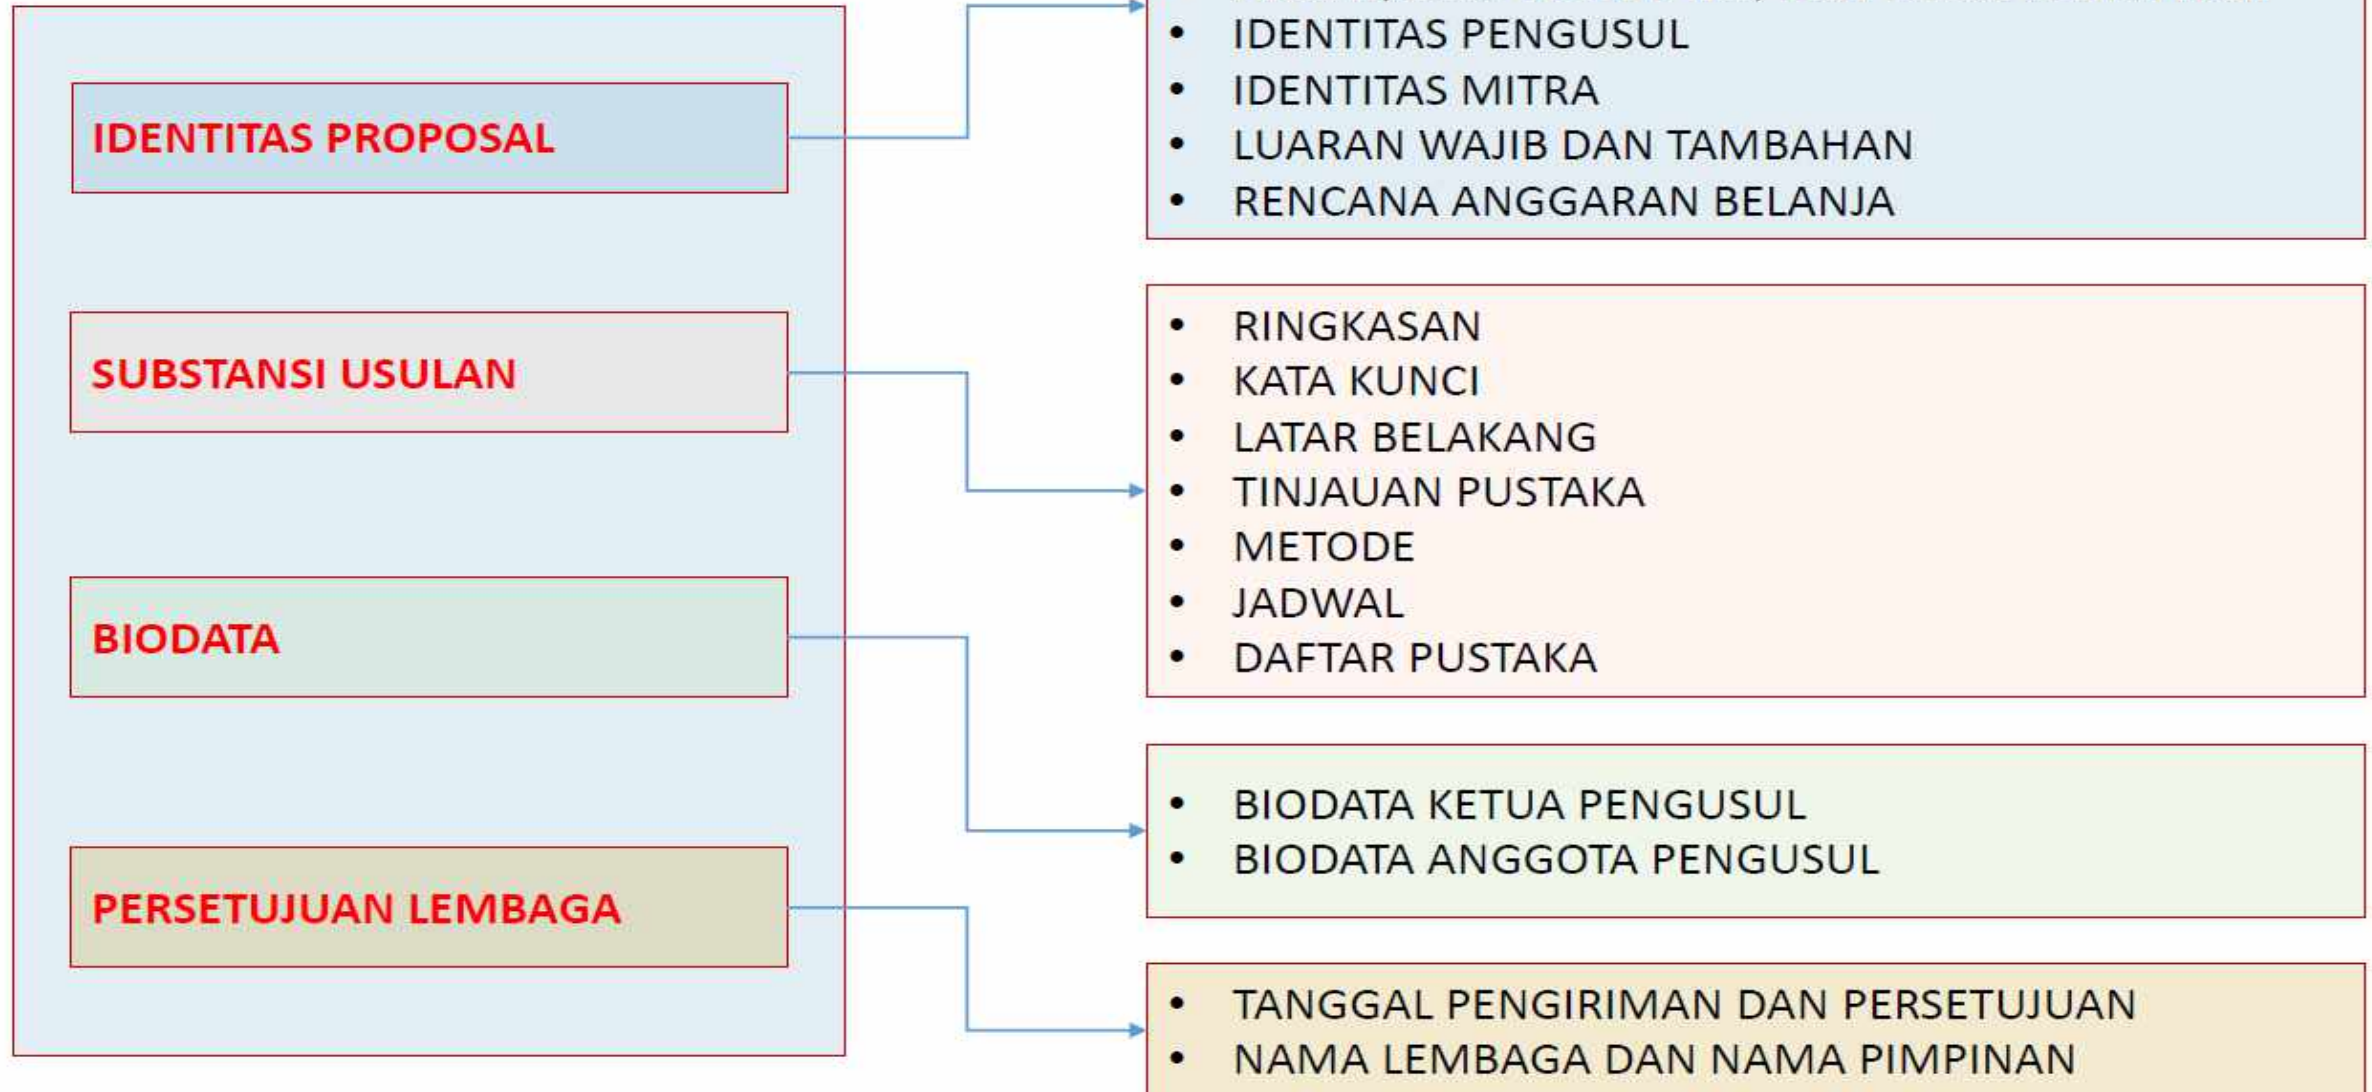 IDENTITAS PROPOSAL
• IDENTITAS PENGUSUL
• IDENTITAS MITRA
• LUARAN WAJIB DAN TAMBAHAN
• RENCANA ANGGARAN BELANJA
SUBSTANSI USULAN
• RINGKASAN
• KATA KUNCI
• LATAR BELAKANG
• TINJAUAN PUSTAKA
• METODE
• JADWAL
• DAFTAR PUSTAKA
BIODATA
• BIODATA KETUA PENGUSUL
• BIODATA ANGGOTA PENGUSUL
PERSETUJUAN LEMBAGA
• TANGGAL PENGIRIMAN DAN PERSETUJUAN
• NAMA LEMBAGA DAN NAMA PIMPINAN